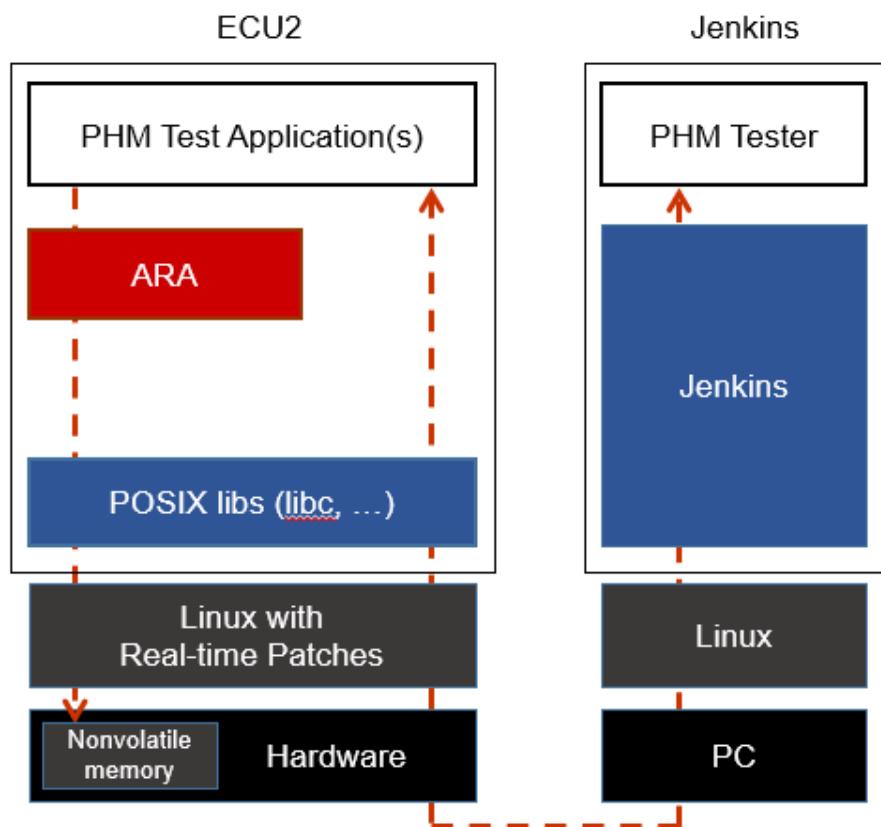 ECU2
Jenkins
PHM Test Application(s)
PHM Tester
ARA
Jenkins
POSIX libs (libc, …)
Linux with
Real-time Patches
Linux
Nonvolatile
memory
Hardware
PC